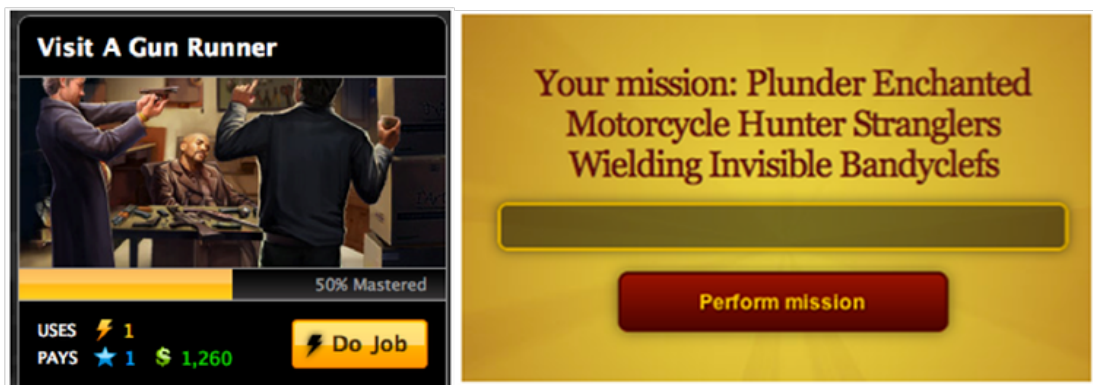 Visit A Gun Runner
50% Mastered
USES 1
PAYS 1 $ 1,260
Do Job
Your mission: Plunder Enchanted
Motorcycle Hunter Stranglers
Wielding Invisible Bandyclefs
Perform mission